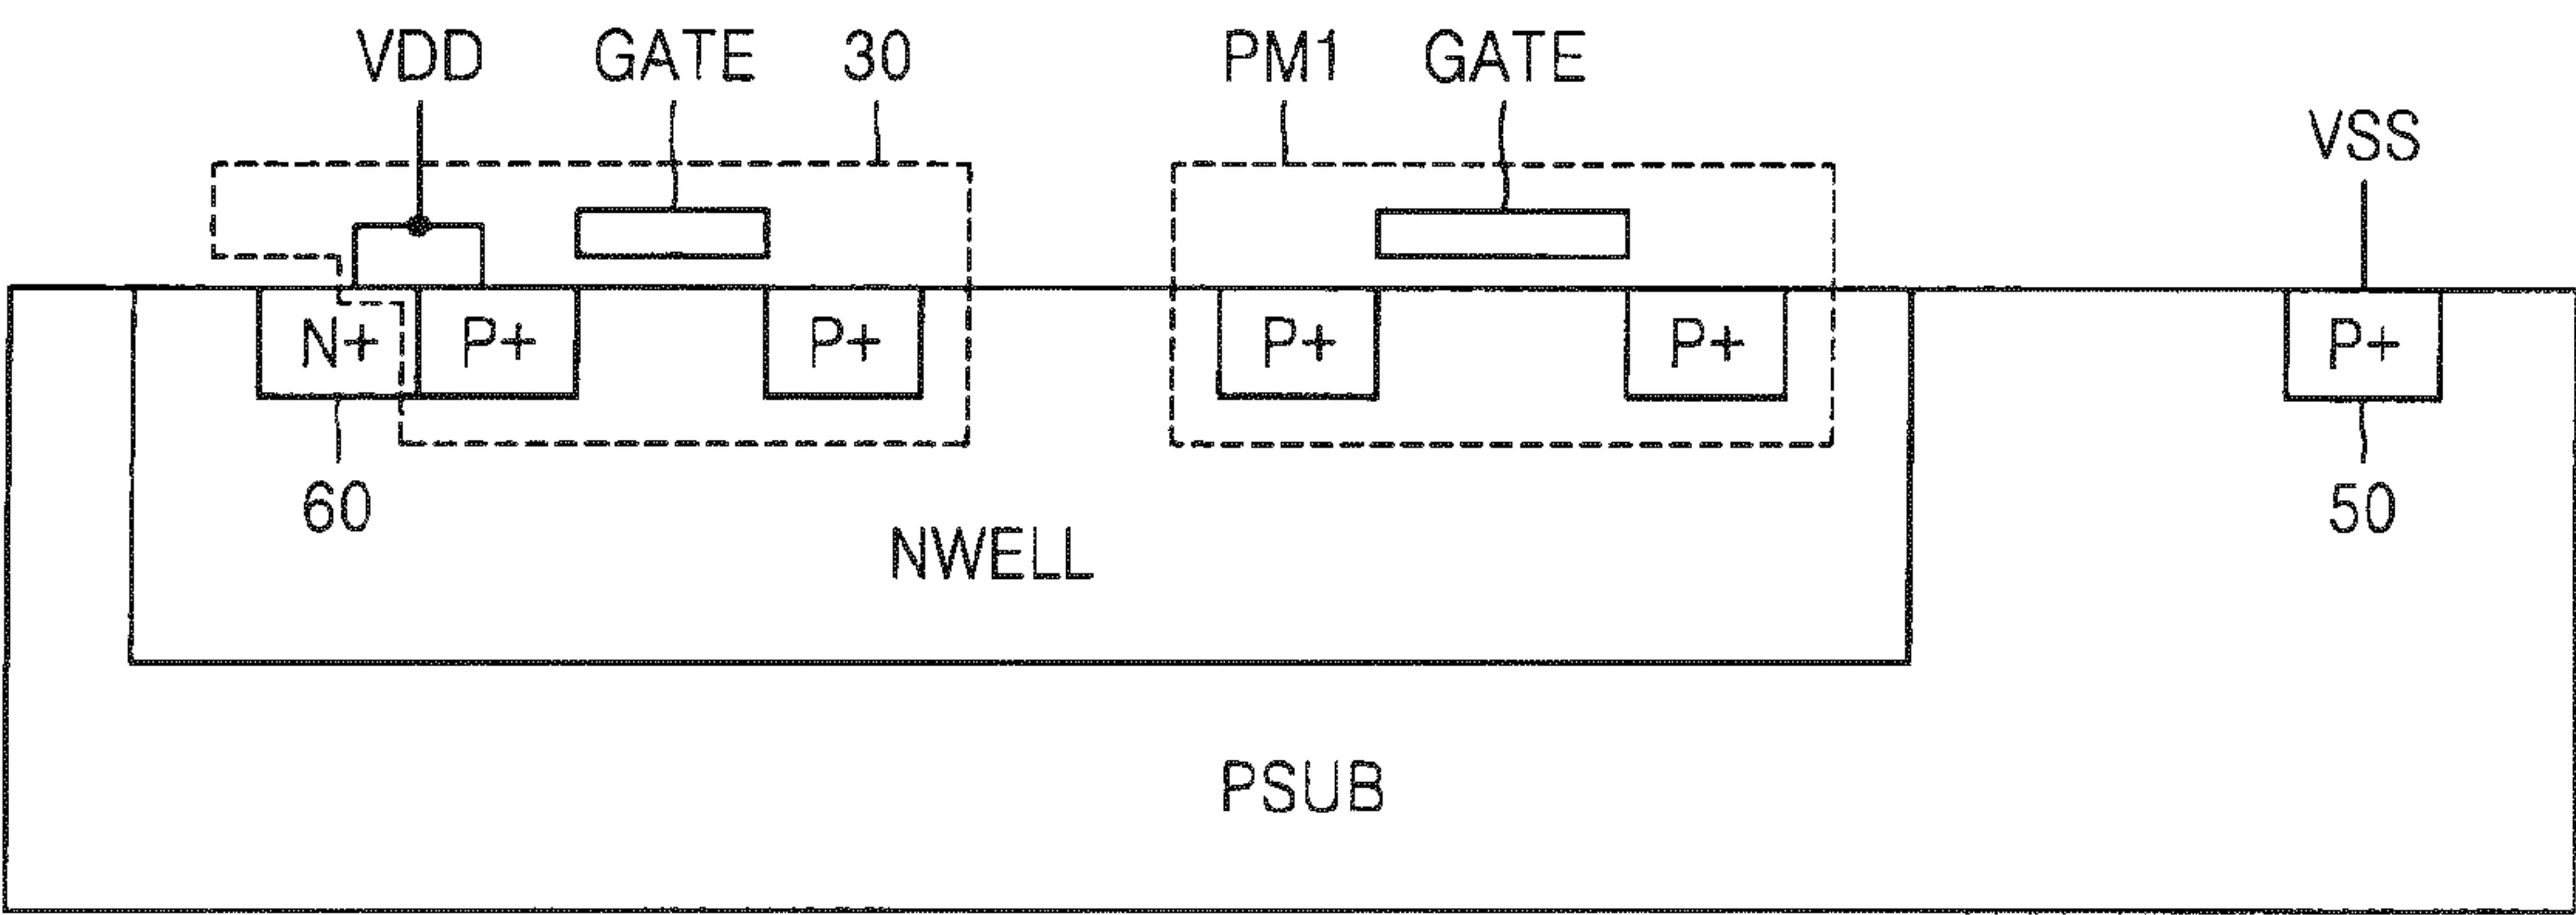 VDD GATE 30 PM1 GATE
VSS
N+ P+ P+ P+ P+ P+
60 50
NWELL
PSUB